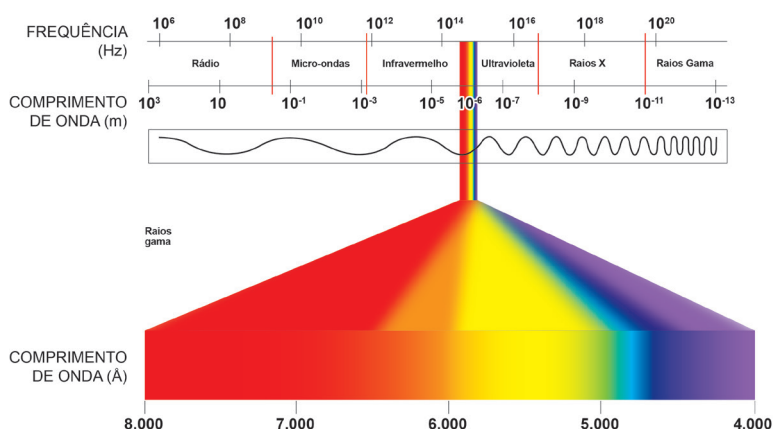 FREQUÊNCIA
(Hz)
10⁶ 10⁸ 10¹⁰ 10¹² 10¹⁴ 10¹⁶ 10¹⁸ 10²⁰
Rádio Micro-ondas Infravermelho Ultravioleta Raios X Raios Gama
COMPRIMENTO
DE ONDA (m)
10³ 10 10⁻¹ 10⁻³ 10⁻⁵ 10⁻⁶ 10⁻⁷ 10⁻⁹ 10⁻¹¹ 10⁻¹³
Raios
gama
COMPRIMENTO
DE ONDA (Å)
8.000 7.000 6.000 5.000 4.000